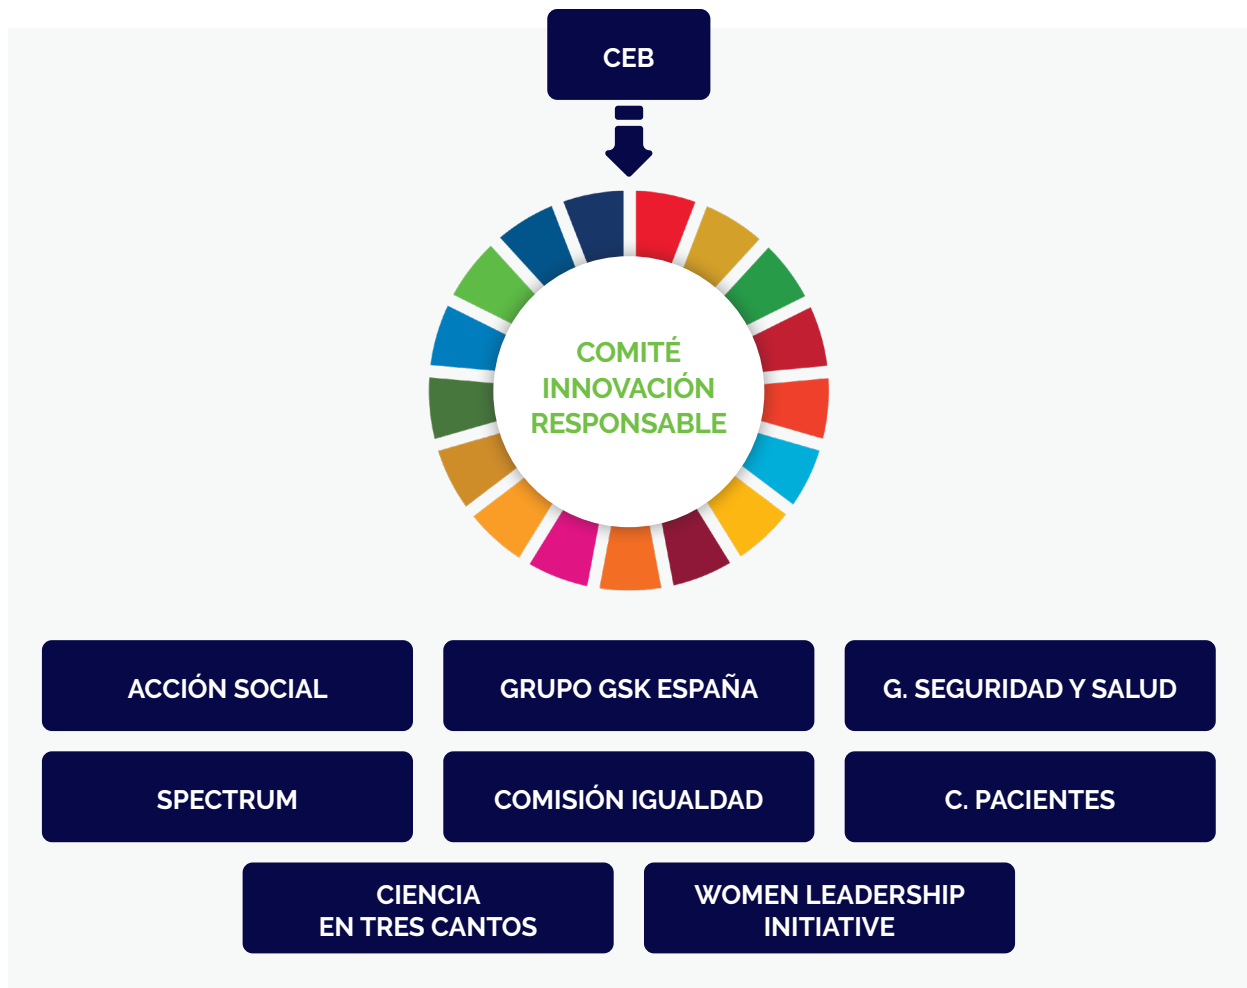 CEB
COMITÉ
INNOVACIÓN
RESPONSABLE
ACCIÓN SOCIAL
GRUPO GSK ESPAÑA
G. SEGURIDAD Y SALUD
SPECTRUM
COMISIÓN IGUALDAD
C. PACIENTES
CIENCIA
EN TRES CANTOS
WOMEN LEADERSHIP
INITIATIVE